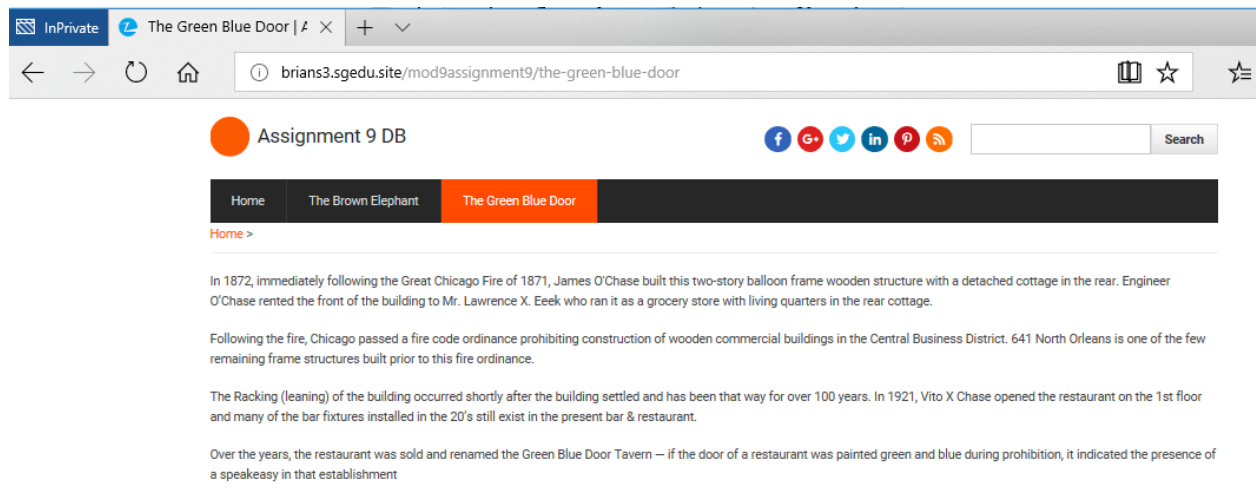 InPrivate
The Green Blue Door | A
brians3.sgedu.site/mod9assignment9/the-green-blue-door
Assignment 9 DB
f G+ in
Search
Home The Brown Elephant The Green Blue Door
Home >
In 1872, immediately following the Great Chicago Fire of 1871, James O'Chase built this two-story balloon frame wooden structure with a detached cottage in the rear. Engineer
O'Chase rented the front of the building to Mr. Lawrence X. Eeek who ran it as a grocery store with living quarters in the rear cottage.
Following the fire, Chicago passed a fire code ordinance prohibiting construction of wooden commercial buildings in the Central Business District. 641 North Orleans is one of the few
remaining frame structures built prior to this fire ordinance.
The Racking (leaning) of the building occurred shortly after the building settled and has been that way for over 100 years. In 1921, Vito X Chase opened the restaurant on the 1st floor
and many of the bar fixtures installed in the 20's still exist in the present bar & restaurant.
Over the years, the restaurant was sold and renamed the Green Blue Door Tavern — if the door of a restaurant was painted green and blue during prohibition, it indicated the presence of
a speakeasy in that establishment